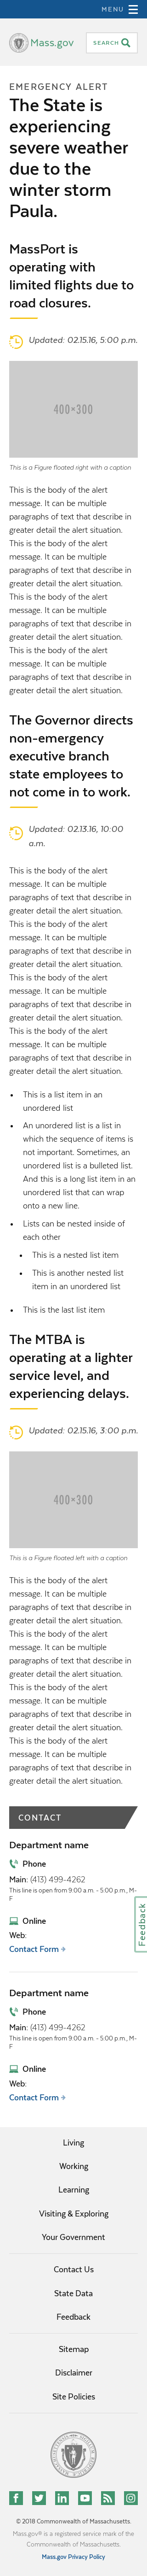 MENU
Mass.gov
SEARCH
EMERGENCY ALERT
The State is
experiencing
severe weather
due to the
winter storm
Paula.
MassPort is
operating with
limited flights due to
road closures.
Updated: 02.15.16, 5:00 p.m.
400×300
This is a Figure floated right with a caption
This is the body of the alert
message. It can be multiple
paragraphs of text that describe in
greater detail the alert situation.
This is the body of the alert
message. It can be multiple
paragraphs of text that describe in
greater detail the alert situation.
This is the body of the alert
message. It can be multiple
paragraphs of text that describe in
greater detail the alert situation.
This is the body of the alert
message. It can be multiple
paragraphs of text that describe in
greater detail the alert situation.
The Governor directs
non-emergency
executive branch
state employees to
not come in to work.
Updated: 02.13.16, 10:00
a.m.
This is the body of the alert
message. It can be multiple
paragraphs of text that describe in
greater detail the alert situation.
This is the body of the alert
message. It can be multiple
paragraphs of text that describe in
greater detail the alert situation.
This is the body of the alert
message. It can be multiple
paragraphs of text that describe in
greater detail the alert situation.
This is the body of the alert
message. It can be multiple
paragraphs of text that describe in
greater detail the alert situation.
• This is a list item in an
unordered list
• An unordered list is a list in
which the sequence of items is
not important. Sometimes, an
unordered list is a bulleted list.
And this is a long list item in an
unordered list that can wrap
onto a new line.
• Lists can be nested inside of
each other
• This is a nested list item
• This is another nested list
item in an unordered list
• This is the last list item
The MTBA is
operating at a lighter
service level, and
experiencing delays.
Updated: 02.15.16, 3:00 p.m.
400×300
This is a Figure floated left with a caption
This is the body of the alert
message. It can be multiple
paragraphs of text that describe in
greater detail the alert situation.
This is the body of the alert
message. It can be multiple
paragraphs of text that describe in
greater detail the alert situation.
This is the body of the alert
message. It can be multiple
paragraphs of text that describe in
greater detail the alert situation.
This is the body of the alert
message. It can be multiple
paragraphs of text that describe in
greater detail the alert situation.
CONTACT
Department name
Phone
Main: (413) 499-4262
This line is open from 9:00 a.m. - 5:00 p.m., M-
F
Online
Web:
Contact Form
Feedback
Department name
Phone
Main: (413) 499-4262
This line is open from 9:00 a.m. - 5:00 p.m., M-
F
Online
Web:
Contact Form
Living
Working
Learning
Visiting & Exploring
Your Government
Contact Us
State Data
Feedback
Sitemap
Disclaimer
Site Policies
© 2018 Commonwealth of Massachusetts.
Mass.gov® is a registered service mark of the
Commonwealth of Massachusetts.
Mass.gov Privacy Policy